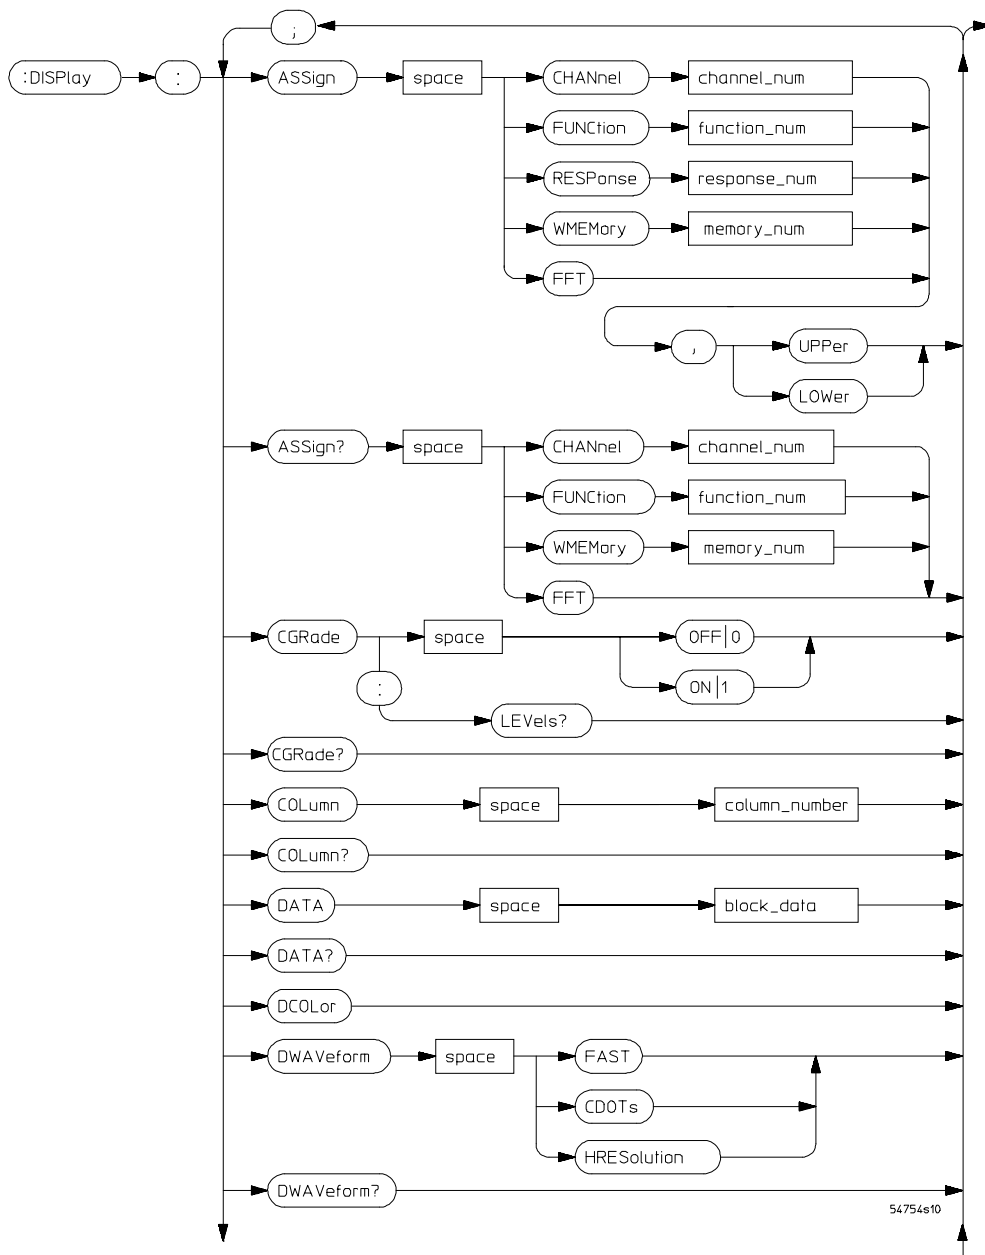 ;
:DISPlay : ASSign space CHANnel channel_num
FUNCtion function_num
RESPonse response_num
WMEMory memory_num
FFT
, UPPer
LOWer
ASSign? space CHANnel channel_num
FUNCtion function_num
WMEMory memory_num
FFT
CGRade space OFF|0
: ON|1
LEVels?
CGRade?
COLumn space column_number
COLumn?
DATA space block_data
DATA?
DCOLor
DWAVeform space FAST
CDOTs
HRESolution
DWAVeform?
54754s10